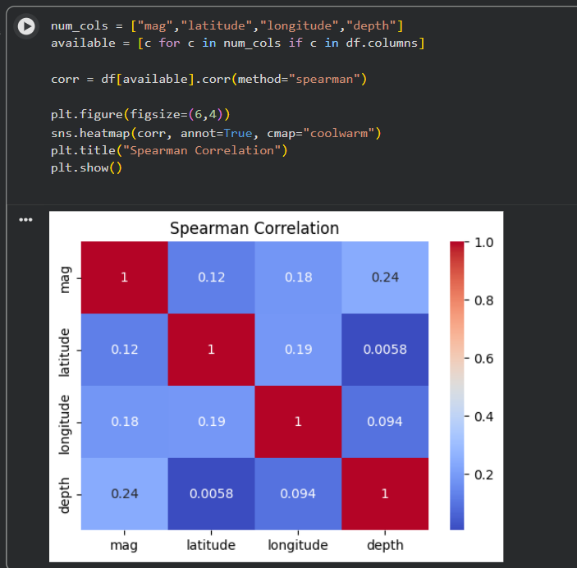 num_cols = ["mag","latitude","longitude","depth"]
available = [c for c in num_cols if c in df.columns]
corr = df[available].corr(method="spearman")
plt.figure(figsize=(6,4))
sns.heatmap(corr, annot=True, cmap="coolwarm")
plt.title("Spearman Correlation")
plt.show()
Spearman Correlation
mag 1 0.12 0.18 0.24
latitude 0.12 1 0.19 0.0058
longitude 0.18 0.19 1 0.094
depth 0.24 0.0058 0.094 1
mag latitude longitude depth
1.0
0.8
0.6
0.4
0.2